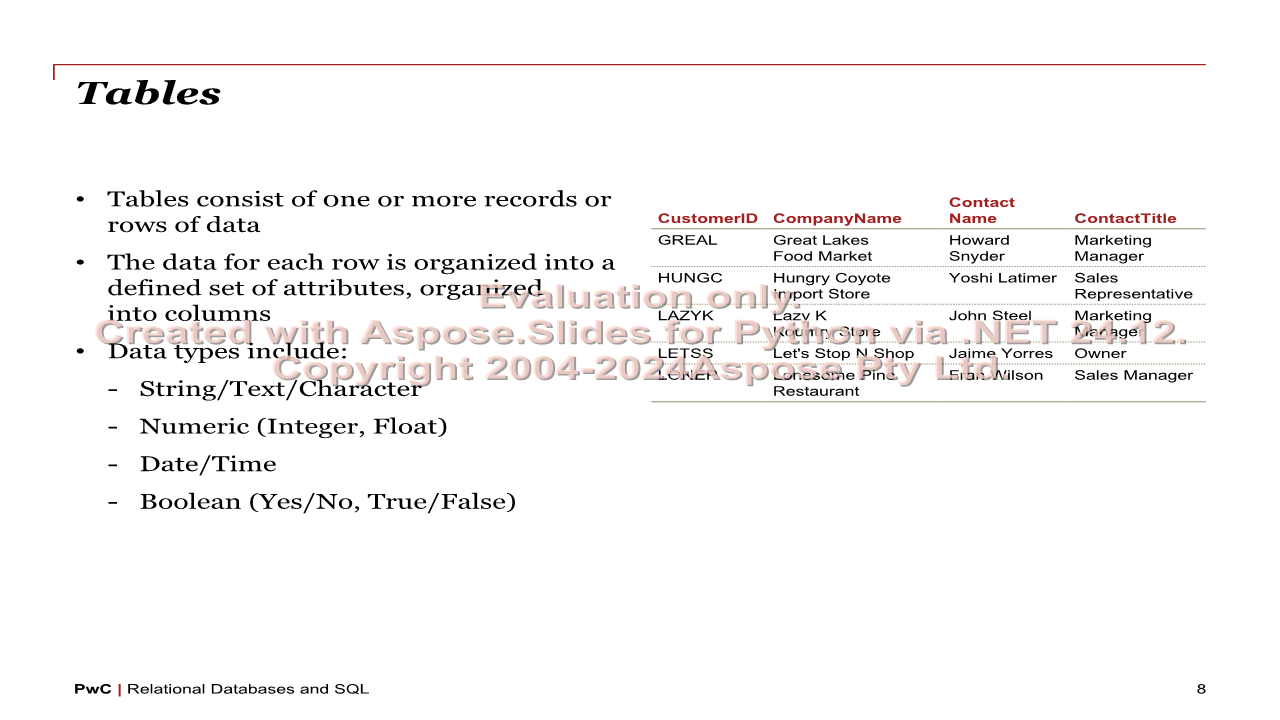 Tables
• Tables consist of one or more records or
rows of data
• The data for each row is organized into a
defined set of attributes, organized
into columns
• Data types include:
- String/Text/Character
- Numeric (Integer, Float)
- Date/Time
- Boolean (Yes/No, True/False)
CustomerID CompanyName Contact Name ContactTitle
GREAL Great Lakes Food Market Howard Snyder Marketing Manager
HUNGC Hungry Coyote Import Store Yoshi Latimer Sales Representative
LAZYK Lazy K Kountry Store John Steel Marketing Manager
LETSS Let's Stop N Shop Jaime Yorres Owner
LONEP Lonesome Pine Restaurant Fran Wilson Sales Manager
Evaluation only.
Created with Aspose.Slides for Python via .NET 24.12.
Copyright 2004-2024Aspose Pty Ltd.
PwC | Relational Databases and SQL
8